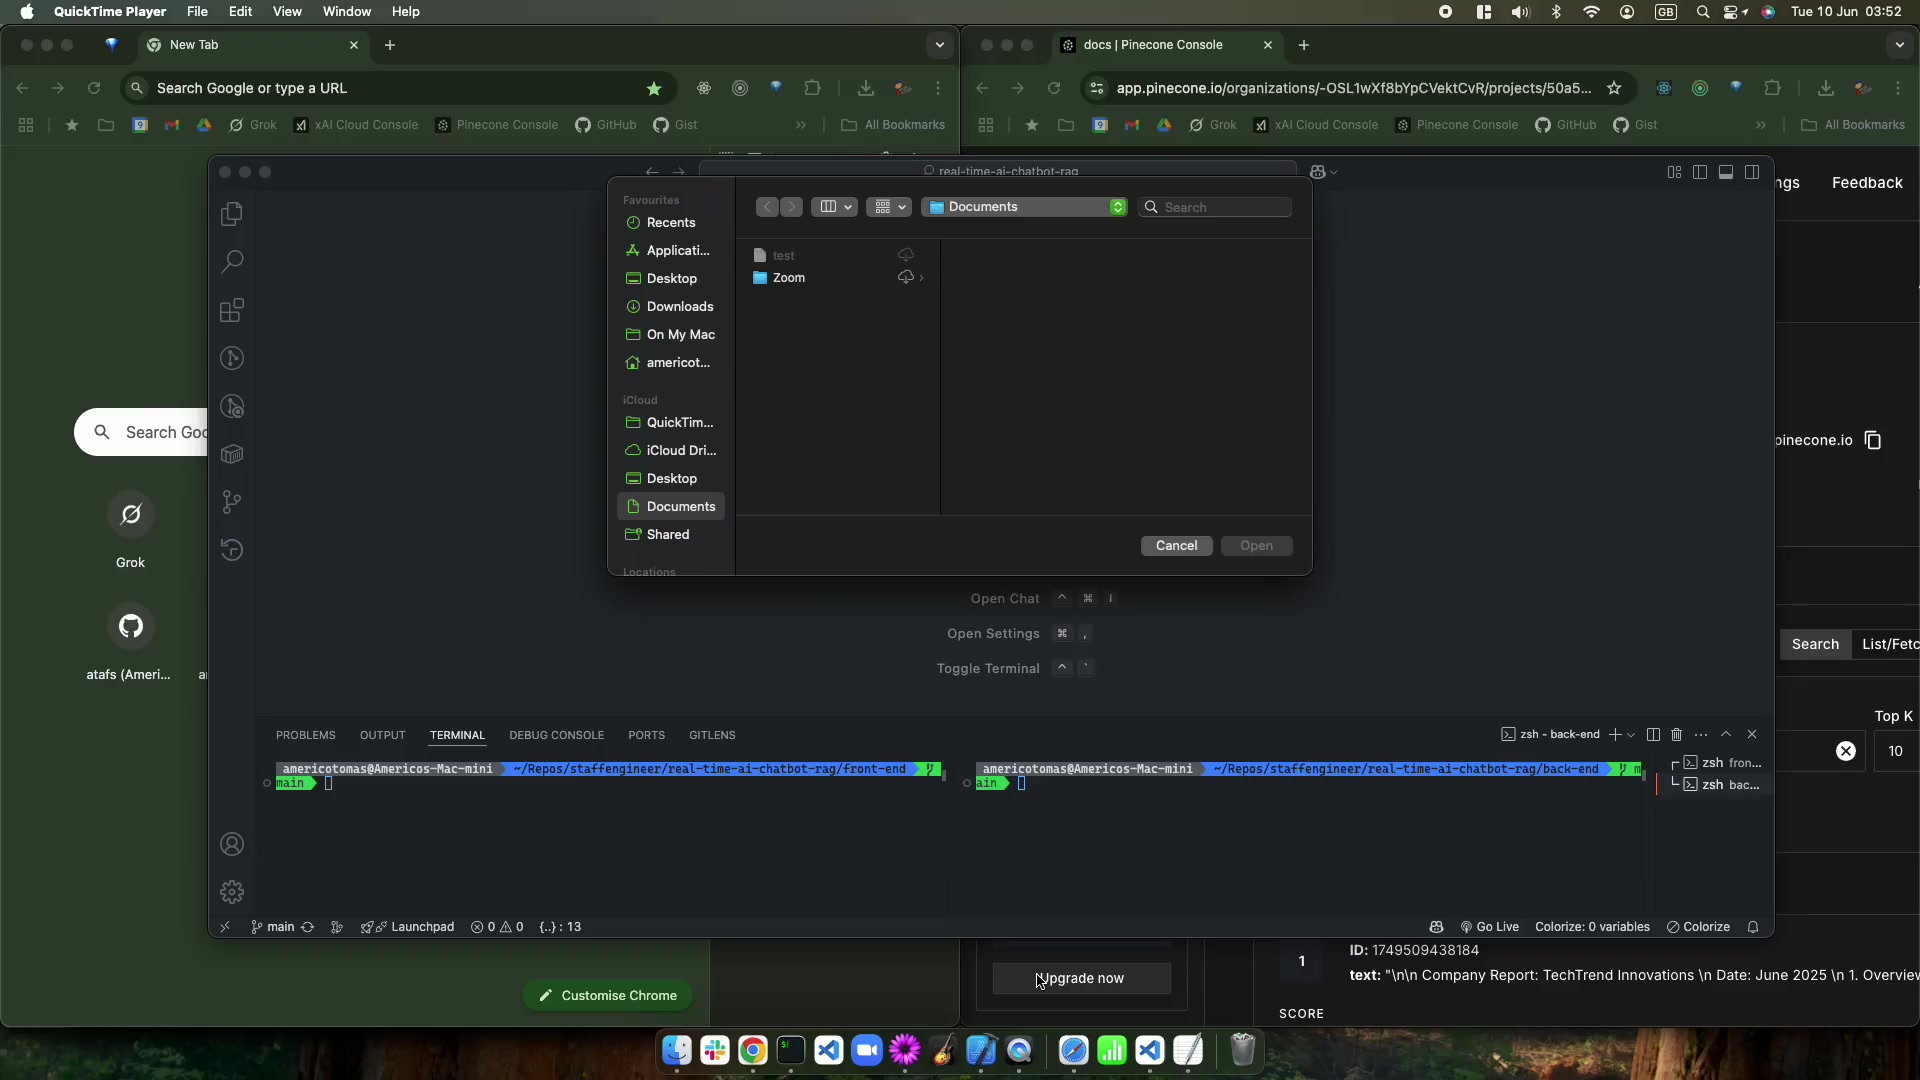 QuickTime Player File Edit View Window Help GB Tue 10 Jun 03:52
New Tab
docs | Pinecone Console
Search Google or type a URL
app.pinecone.io/organizations/-OSL1wXf8bYpCVektCvR/projects/50a5...
Grok xAI Cloud Console Pinecone Console GitHub Gist » All Bookmarks
Grok xAI Cloud Console Pinecone Console GitHub Gist » All Bookmarks
real-time-ai-chatbot-rag
ngs Feedback
Favourites
Recents
Applicati...
Desktop
Downloads
On My Mac
americot...
iCloud
QuickTim...
iCloud Dri...
Desktop
Documents
Shared
Locations
Documents
Search
test
Zoom
Cancel Open
Search Goo
Grok
atafs (Ameri...
pinecone.io
Search List/Fetc
Top K
10
Open Chat ^ ⌘ I
Open Settings ⌘ ,
Toggle Terminal ^ `
PROBLEMS OUTPUT TERMINAL DEBUG CONSOLE PORTS GITLENS
zsh - back-end
americotomas@Americos-Mac-mini ~/Repos/staffengineer/real-time-ai-chatbot-rag/front-end
main
americotomas@Americos-Mac-mini ~/Repos/staffengineer/real-time-ai-chatbot-rag/back-end m
ain
zsh fron...
zsh bac...
main Launchpad 0 0 {..} : 13
Go Live Colorize: 0 variables Colorize
1
ID: 1749509438184
text: "\n\n Company Report: TechTrend Innovations \n Date: June 2025 \n 1. Overview
SCORE
Upgrade now
Customise Chrome